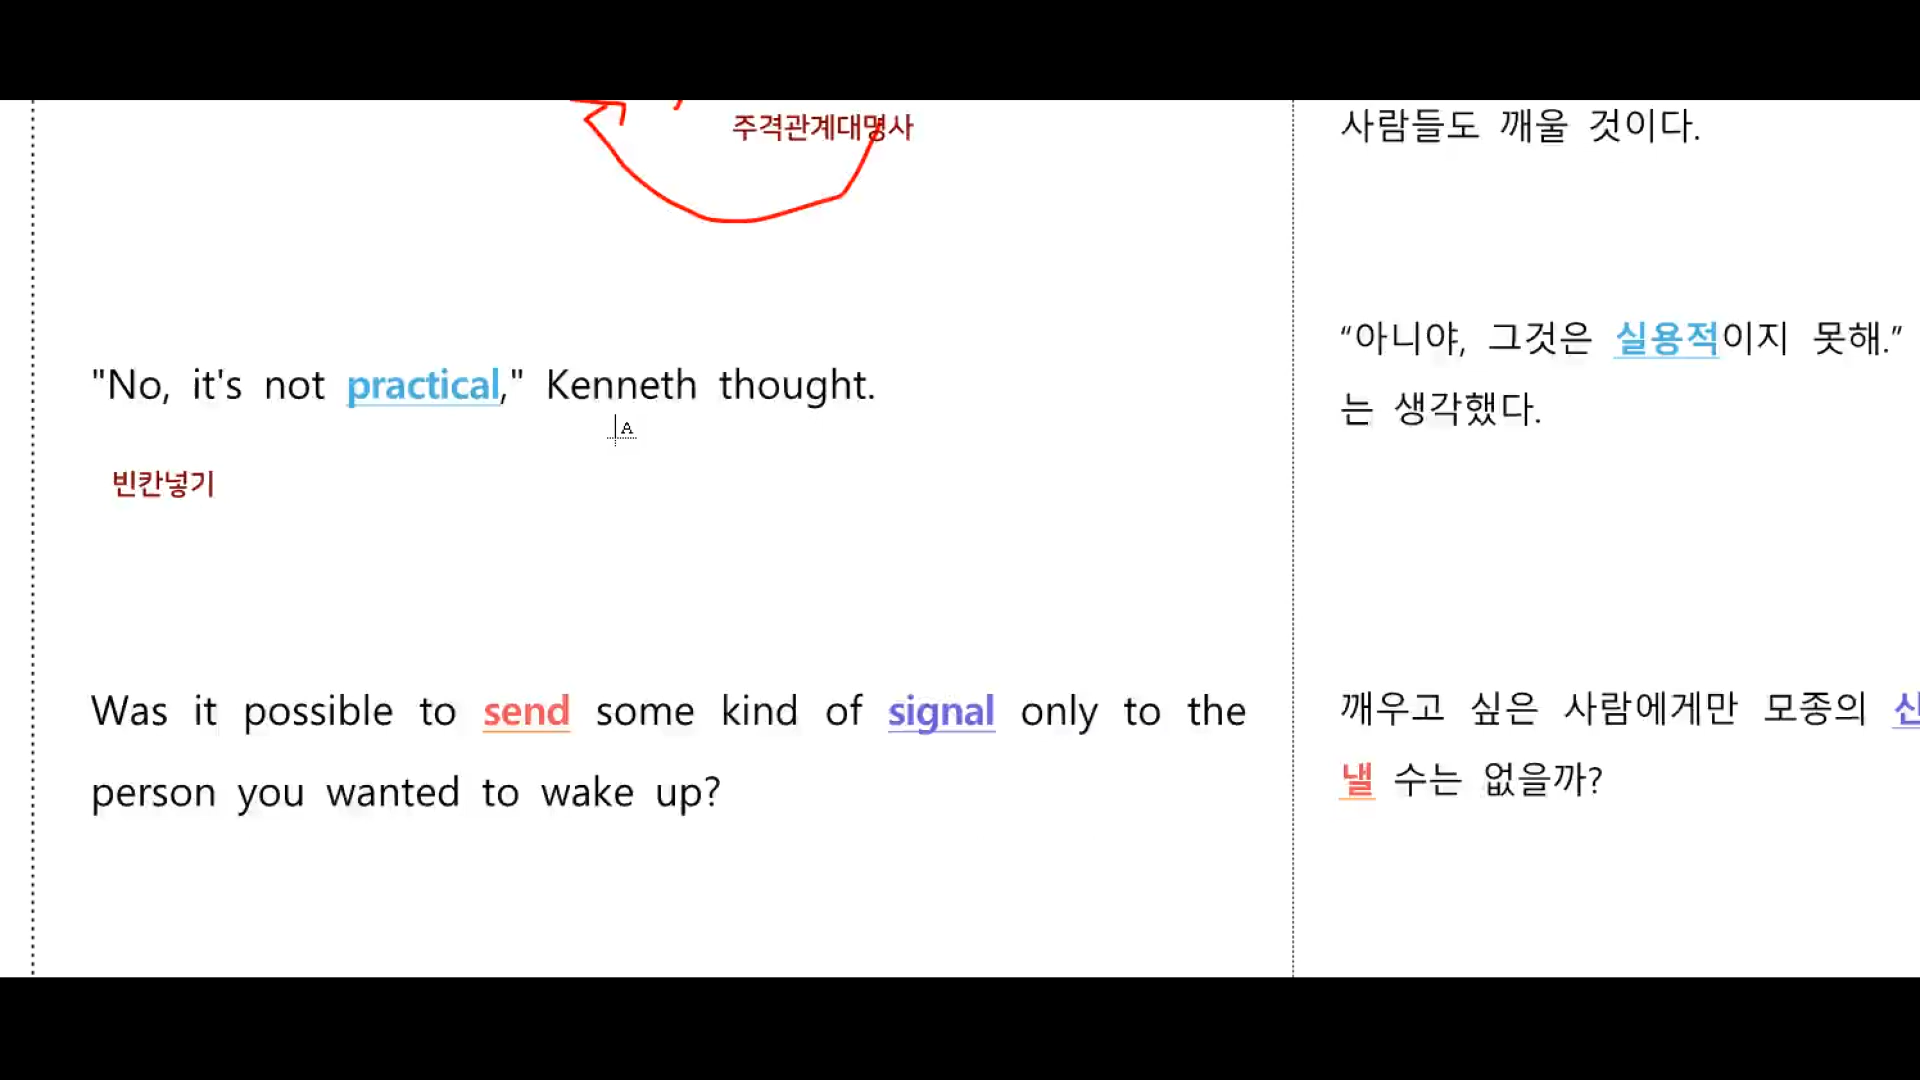 주격관계대명사
"No, it's not practical," Kenneth thought.
빈칸넣기
Was it possible to send some kind of signal only to the
person you wanted to wake up?
사람들도 깨울 것이다.
“아니야, 그것은 실용적이지 못해.”
는 생각했다.
깨우고 싶은 사람에게만 모종의
낼 수는 없을까?